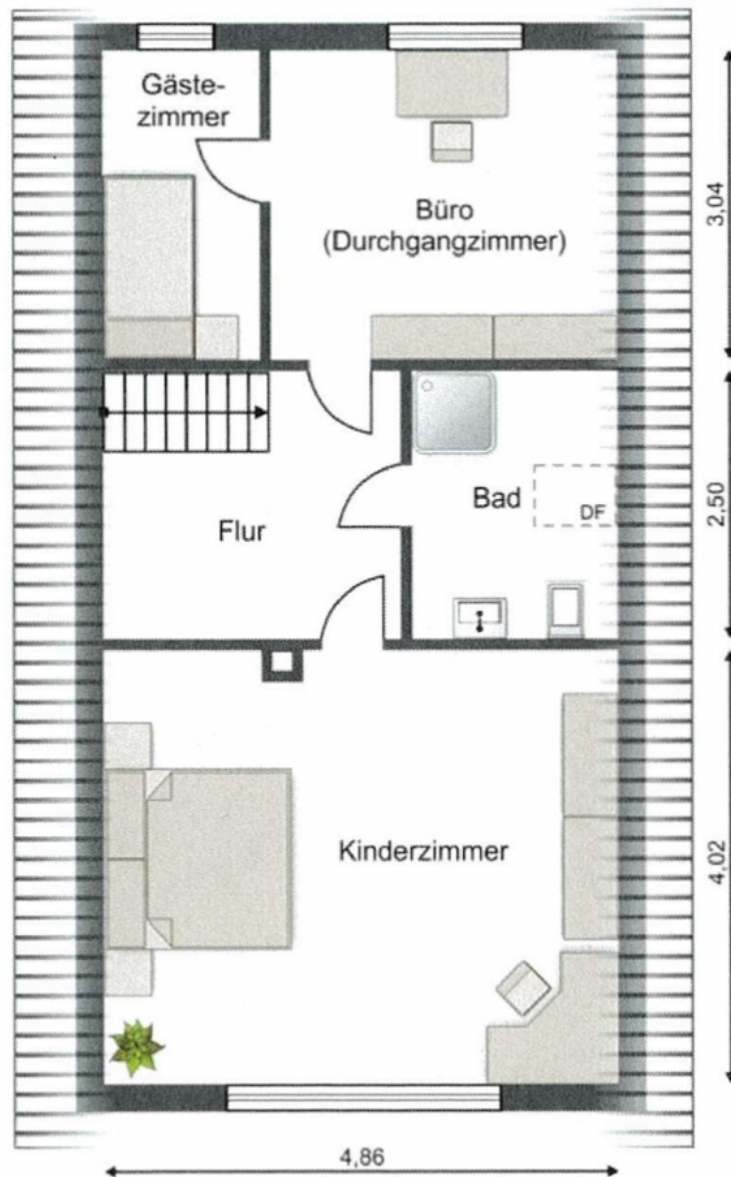 Gäste-
zimmer
Büro
(Durchgangzimmer)
3,04
Flur
Bad
DF
2,50
Kinderzimmer
4,02
4,86